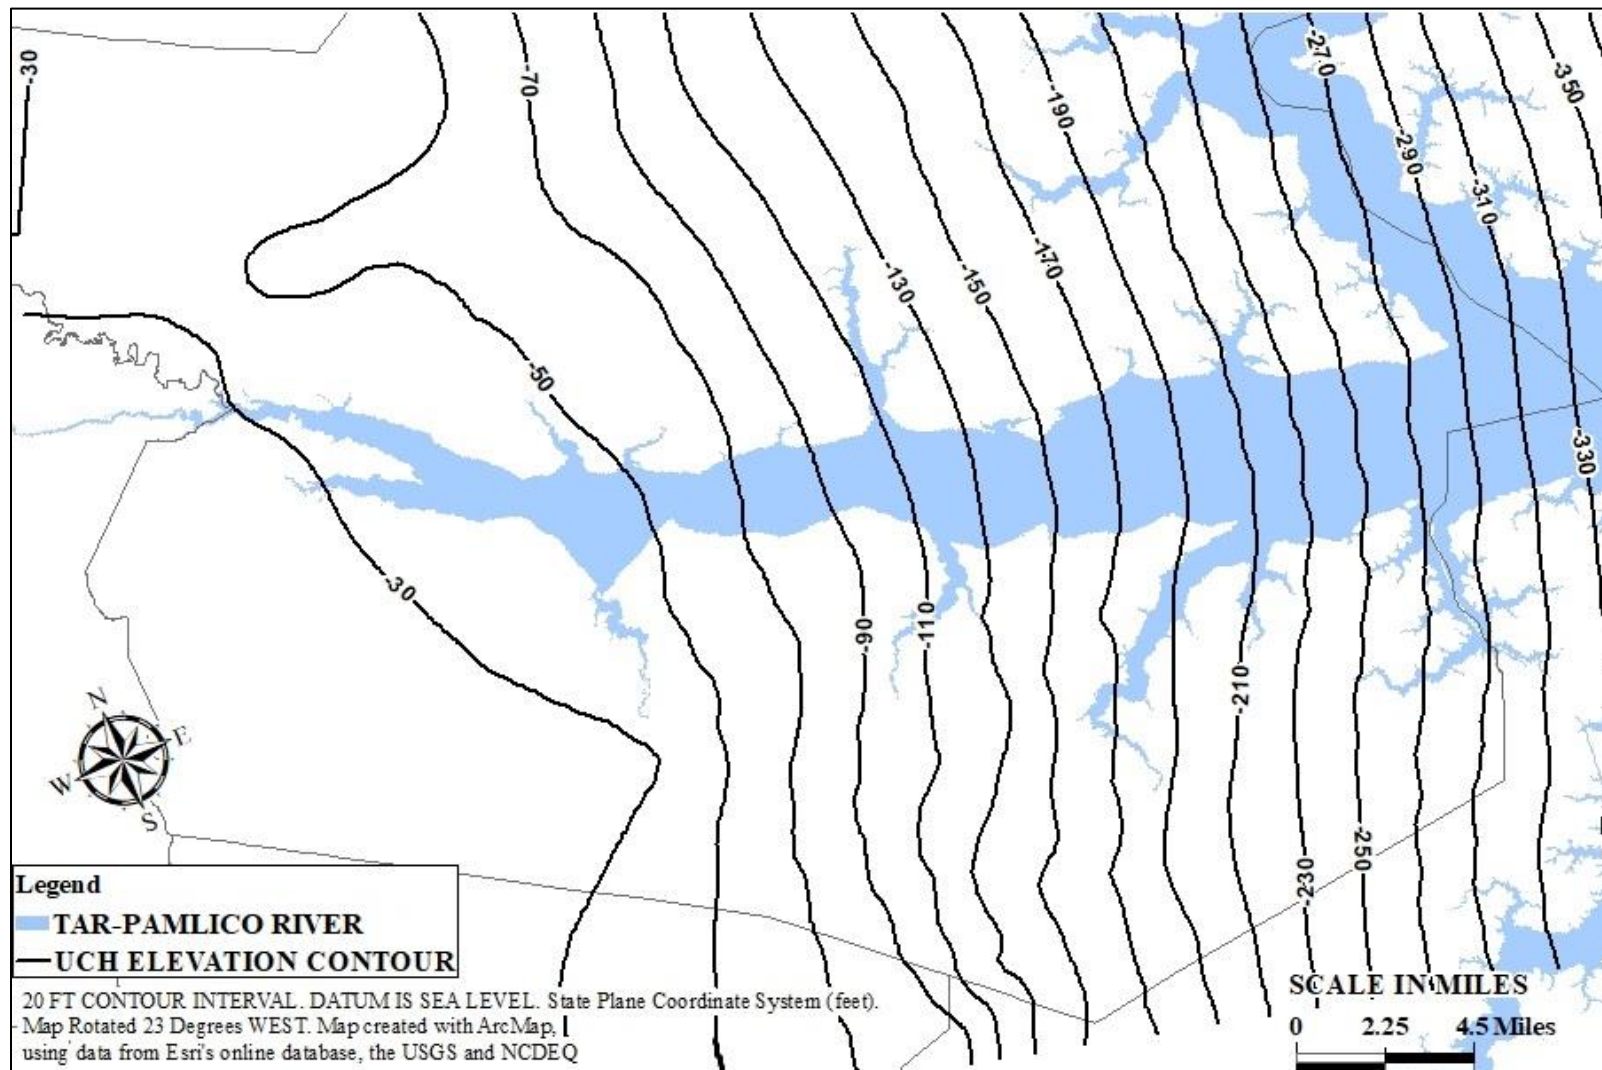 -30
-70
-190
-270
-350
-290
-310
-170
-130
-150
-50
-330
-30
-90
-110
-210
-230
-250
N
E
W
S
Legend
TAR-PAMLICO RIVER
UCH ELEVATION CONTOUR
20 FT CONTOUR INTERVAL. DATUM IS SEA LEVEL. State Plane Coordinate System (feet).
Map Rotated 23 Degrees WEST. Map created with ArcMap,
using data from Esri's online database, the USGS and NCDEQ
SCALE IN MILES
0 2.25 4.5 Miles